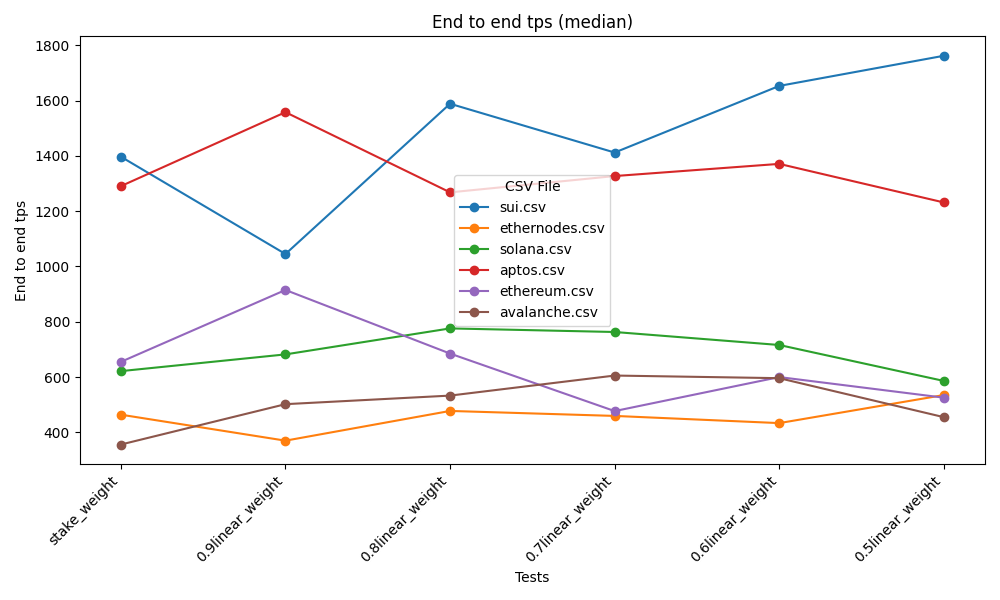 End to end tps (median)
End to end tps
1800
1600
1400
1200
1000
800
600
400
CSV File
sui.csv
ethernodes.csv
solana.csv
aptos.csv
ethereum.csv
avalanche.csv
stake_weight
0.9linear_weight
0.8linear_weight
0.7linear_weight
0.6linear_weight
0.5linear_weight
Tests